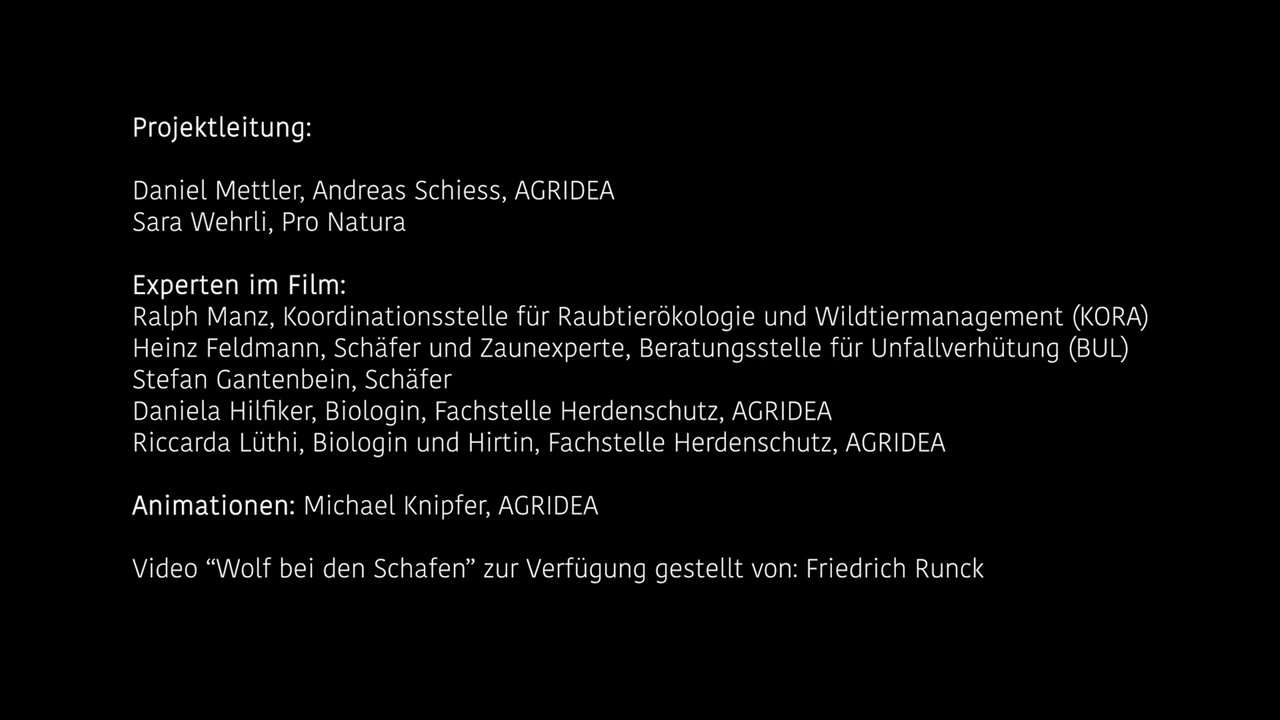 Projektleitung:
Daniel Mettler, Andreas Schiess, AGRIDEA
Sara Wehrli, Pro Natura
Experten im Film:
Ralph Manz, Koordinationsstelle für Raubtierökologie und Wildtiermanagement (KORA)
Heinz Feldmann, Schäfer und Zaunexperte, Beratungsstelle für Unfallverhütung (BUL)
Stefan Gantenbein, Schäfer
Daniela Hilfiker, Biologin, Fachstelle Herdenschutz, AGRIDEA
Riccarda Lüthi, Biologin und Hirtin, Fachstelle Herdenschutz, AGRIDEA
Animationen: Michael Knipfer, AGRIDEA
Video “Wolf bei den Schafen” zur Verfügung gestellt von: Friedrich Runck